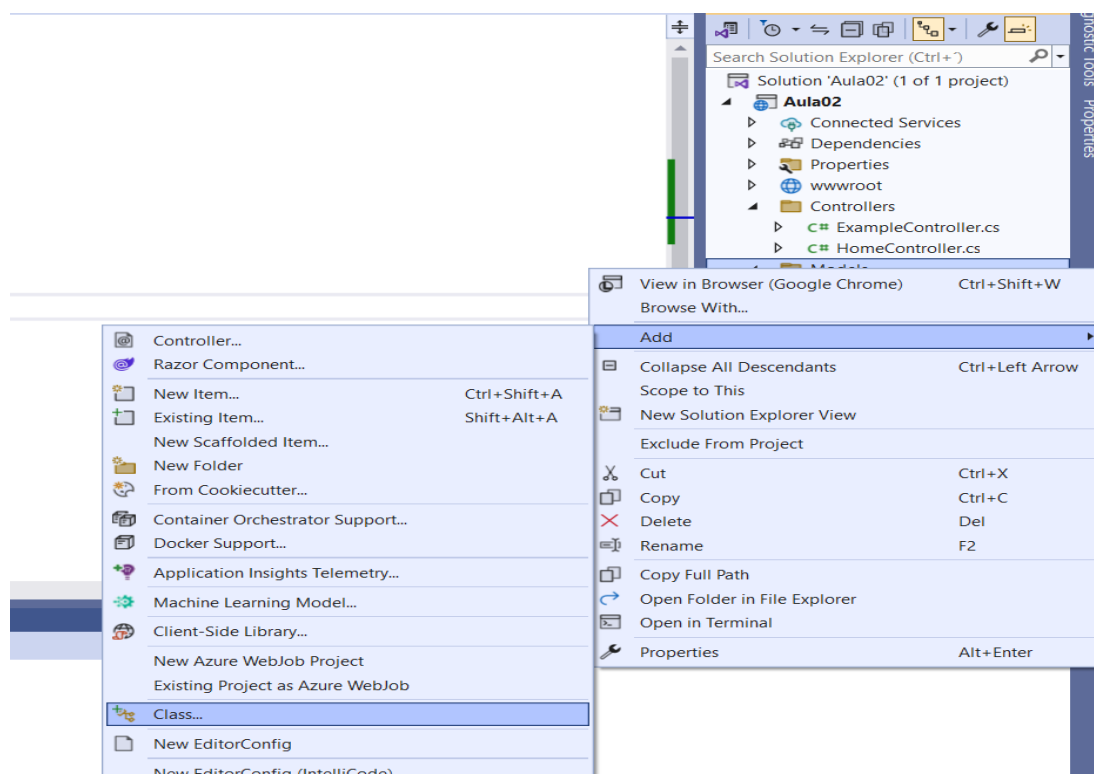 gnostic Tools
Properties
Search Solution Explorer (Ctrl+´)
Solution 'Aula02' (1 of 1 project)
Aula02
Connected Services
Dependencies
Properties
wwwroot
Controllers
C# ExampleController.cs
C# HomeController.cs
Models
View in Browser (Google Chrome) Ctrl+Shift+W
Browse With...
Add
Collapse All Descendants Ctrl+Left Arrow
Scope to This
New Solution Explorer View
Exclude From Project
Cut Ctrl+X
Copy Ctrl+C
Delete Del
Rename F2
Copy Full Path
Open Folder in File Explorer
Open in Terminal
Properties Alt+Enter
Controller...
Razor Component...
New Item... Ctrl+Shift+A
Existing Item... Shift+Alt+A
New Scaffolded Item...
New Folder
From Cookiecutter...
Container Orchestrator Support...
Docker Support...
Application Insights Telemetry...
Machine Learning Model...
Client-Side Library...
New Azure WebJob Project
Existing Project as Azure WebJob
Class...
New EditorConfig
New EditorConfig (IntelliCode)